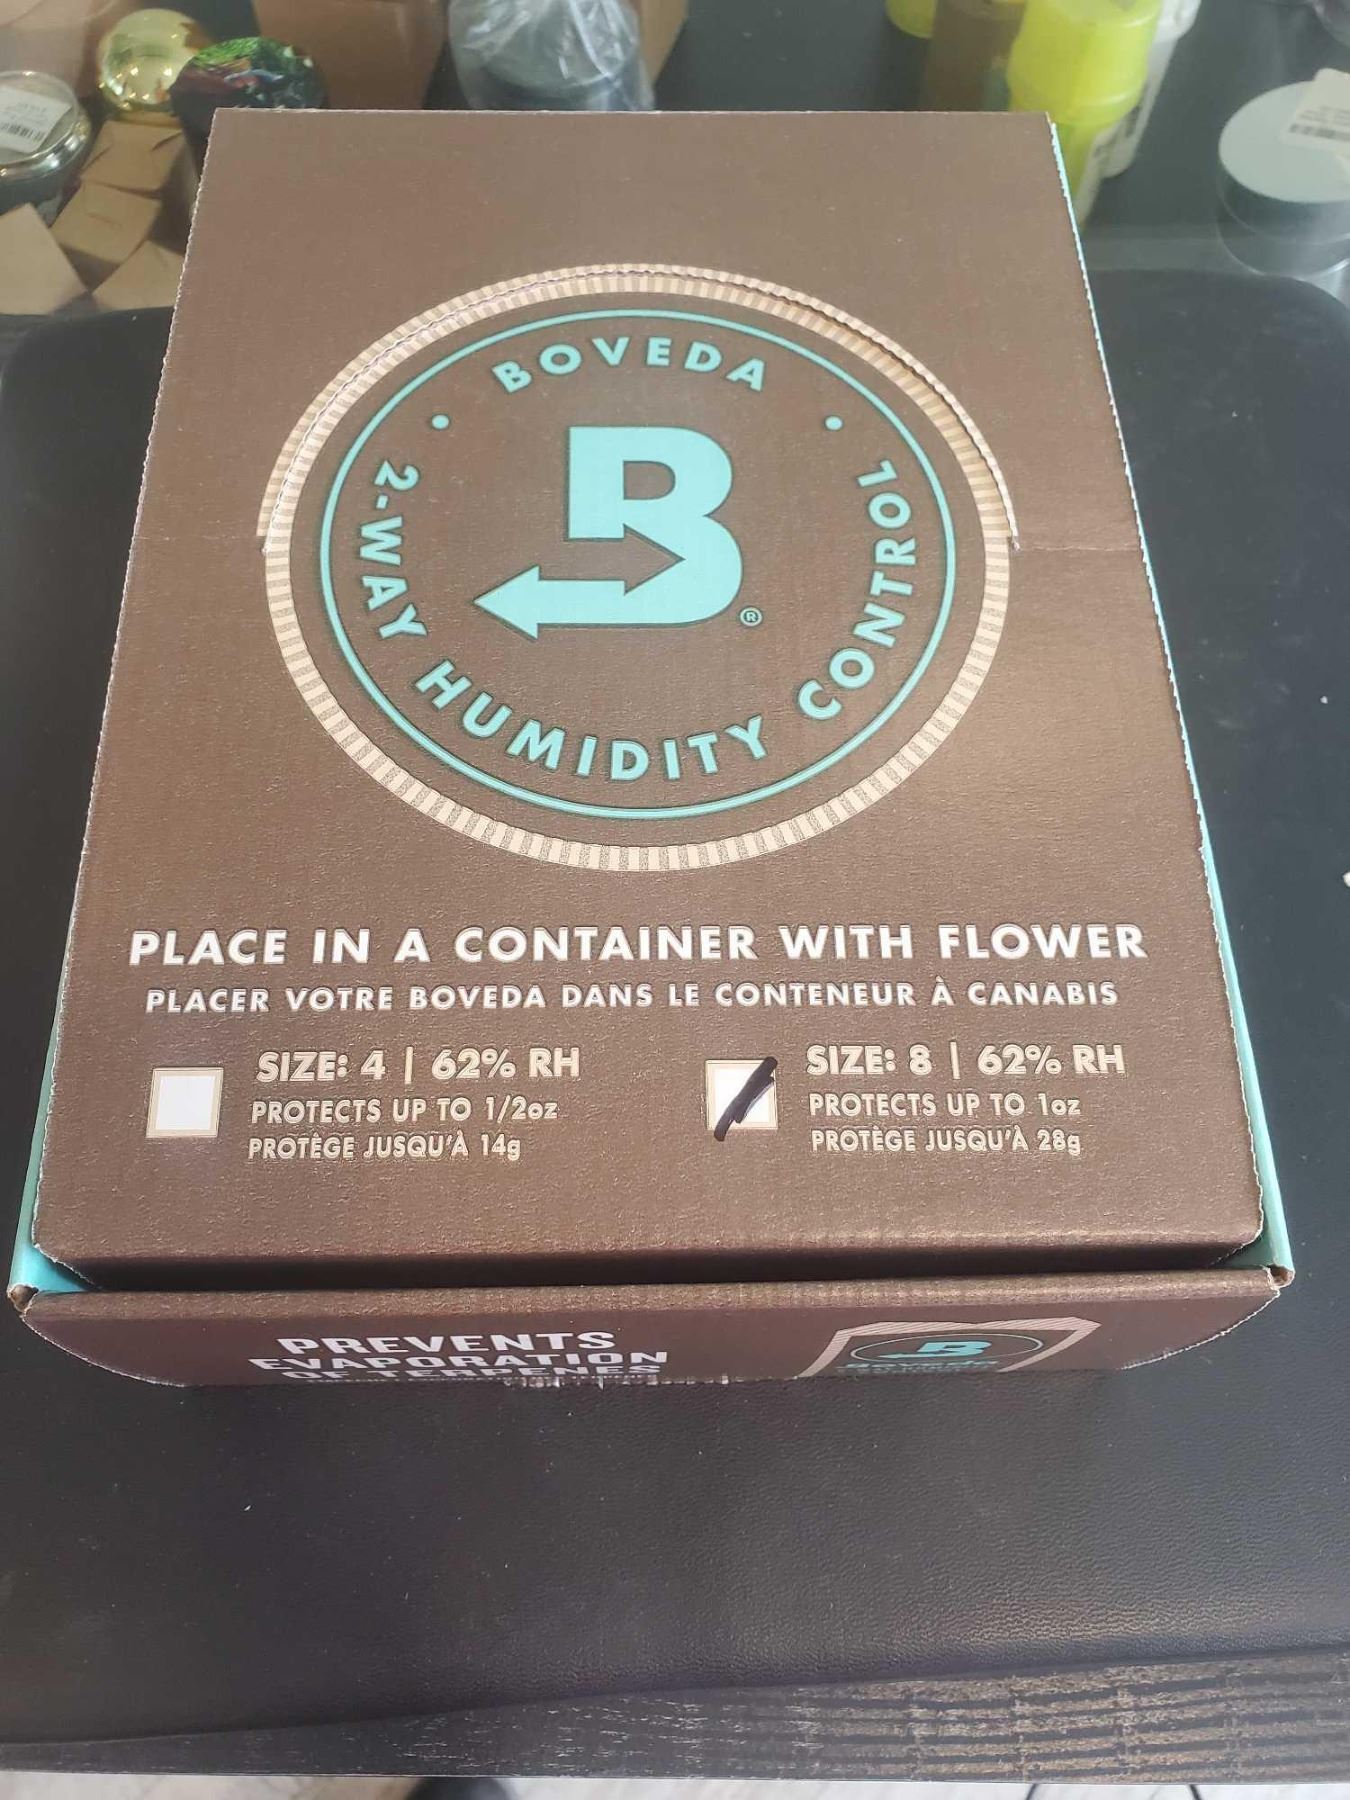 BOVEDA
2-WAY HUMIDITY CONTROL
B
®
PLACE IN A CONTAINER WITH FLOWER
PLACER VOTRE BOVEDA DANS LE CONTENEUR À CANABIS
SIZE: 4 | 62% RH
PROTECTS UP TO 1/2oz
PROTÈGE JUSQU'À 14g
SIZE: 8 | 62% RH
PROTECTS UP TO 1oz
PROTÈGE JUSQU'À 28g
PREVENTS
EVAPORATION
OF TERPENES
B